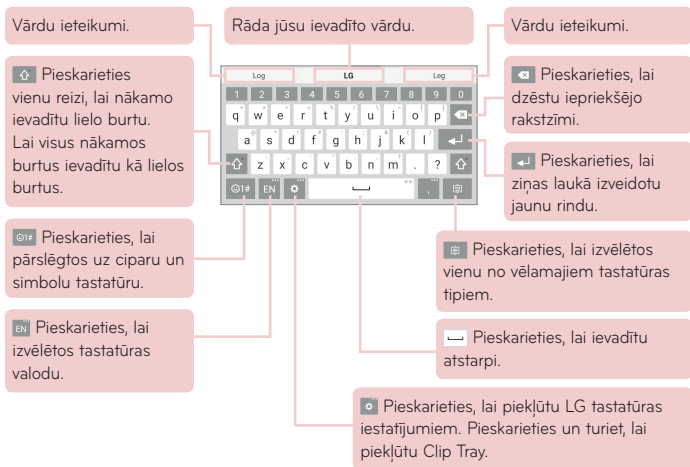 Vārdu ieteikumi.
Rāda jūsu ievadīto vārdu.
Vārdu ieteikumi.
Pieskarieties
vienu reizi, lai nākamo
ievadītu lielo burtu.
Lai visus nākamos
burtus ievadītu kā lielos
burtus.
Pieskarieties, lai
pārslēgtos uz ciparu un
simbolu tastatūru.
EN Pieskarieties, lai
izvēlētos tastatūras
valodu.
Log LG Leg
1 2 3 4 5 6 7 8 9 0
q w e r t y u i o p
a s d f g h j k l
z x c v b n m . ?
1# EN ,
Pieskarieties, lai
dzēstu iepriekšējo
rakstzīmi.
Pieskarieties, lai
ziņas laukā izveidotu
jaunu rindu.
Pieskarieties, lai izvēlētos
vienu no vēlamajiem tastatūras
tipiem.
Pieskarieties, lai ievadītu
atstarpi.
Pieskarieties, lai piekļūtu LG tastatūras
iestatījumiem. Pieskarieties un turiet, lai
piekļūtu Clip Tray.